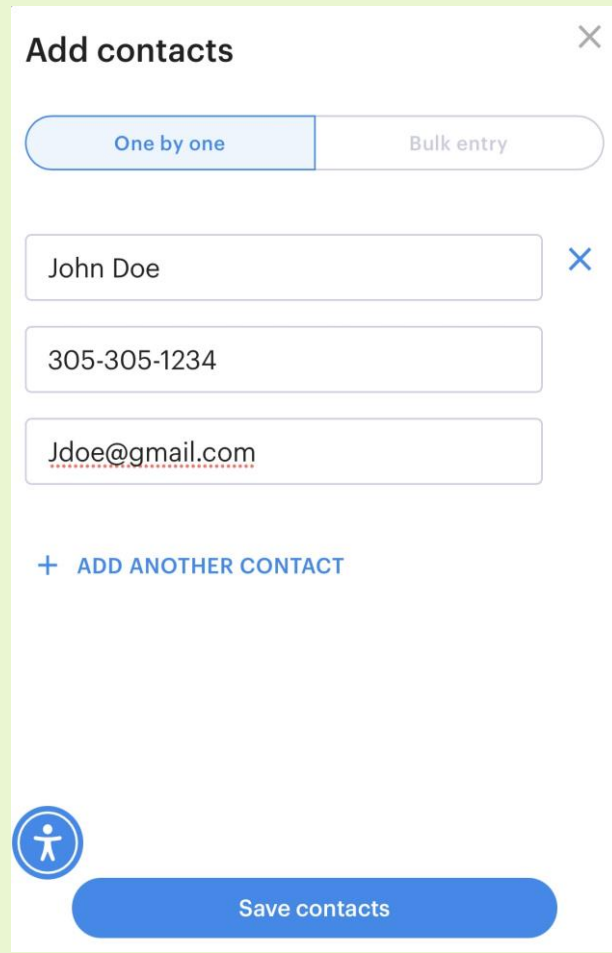 Add contacts
One by one
Bulk entry
John Doe
305-305-1234
Jdoe@gmail.com
+ ADD ANOTHER CONTACT
Save contacts